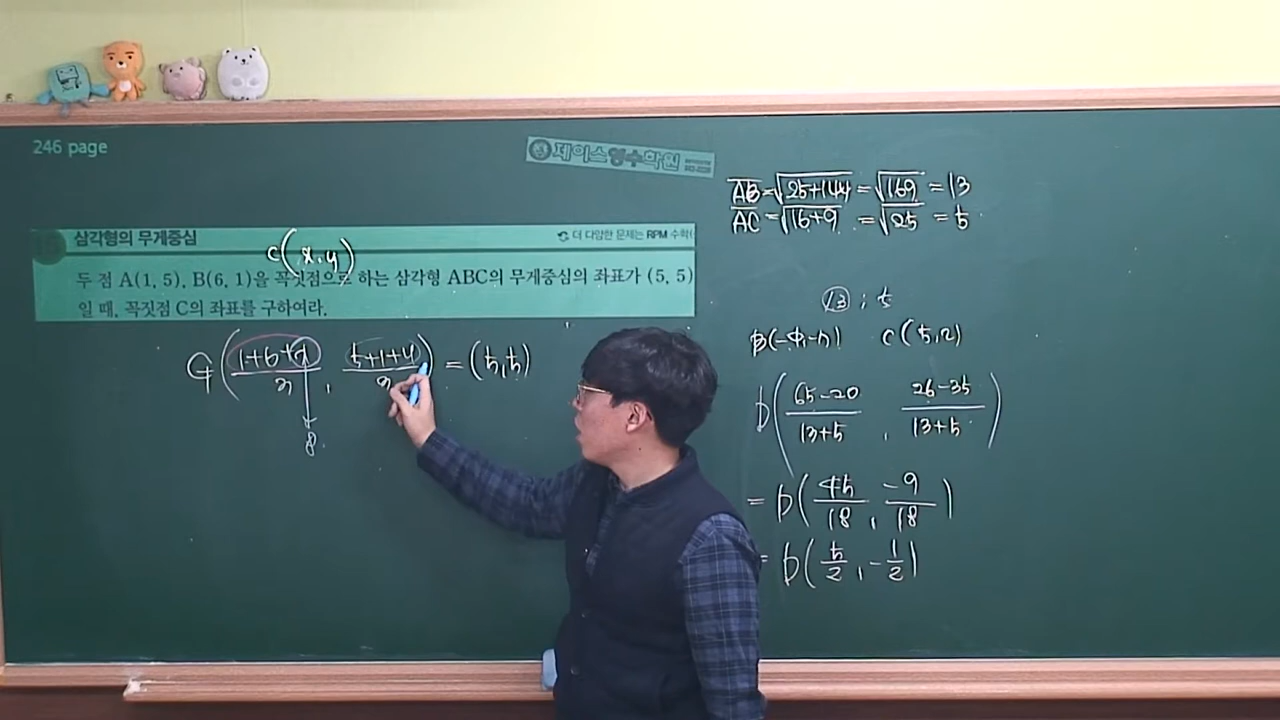 246 page
제이스영수학원
삼각형의 무게중심
더 다양한 문제는 RPM 수학(
C(x, y)
두 점 A(1, 5), B(6, 1)을 꼭짓점으로 하는 삼각형 ABC의 무게중심의 좌표가 (5, 5)
일 때, 꼭짓점 C의 좌표를 구하여라.
G(1+6+x/3, 5+1+y/3) = (5, 5)
8
AB = √25+144 = √169 = 13
AC = √16+9 = √25 = 5
13 : 5
C(5, 2)
D(65-20/13+5, 26-35/13+5)
= D(45/18, -9/18)
= D(5/2, -1/2)